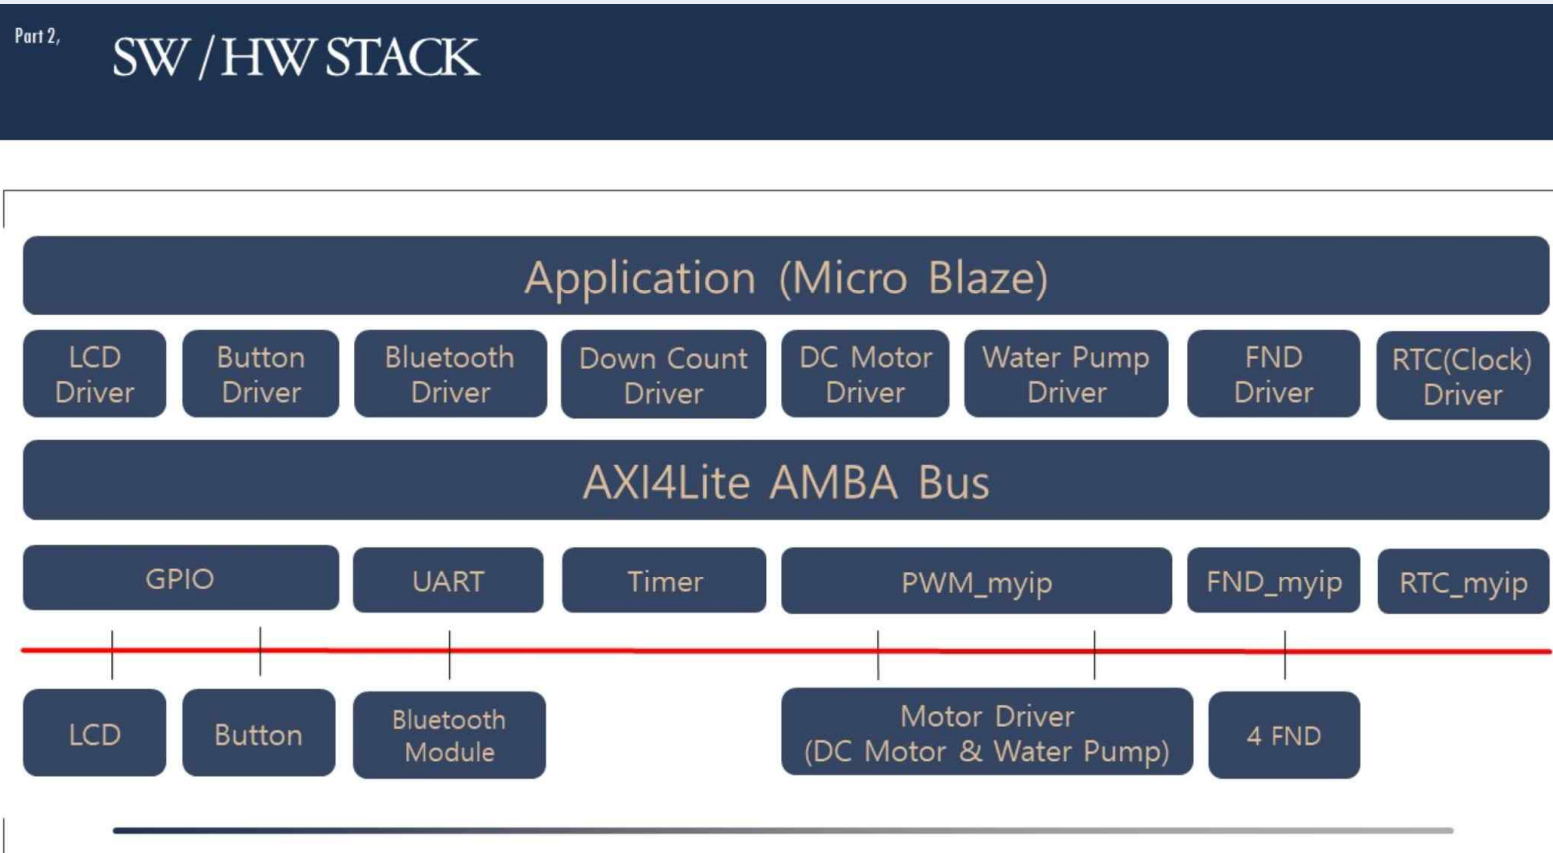 Part 2,
SW / HW STACK
Application (Micro Blaze)
LCD
Driver
Button
Driver
Bluetooth
Driver
Down Count
Driver
DC Motor
Driver
Water Pump
Driver
FND
Driver
RTC(Clock)
Driver
AXI4Lite AMBA Bus
GPIO
UART
Timer
PWM_myip
FND_myip
RTC_myip
LCD
Button
Bluetooth
Module
Motor Driver
(DC Motor & Water Pump)
4 FND